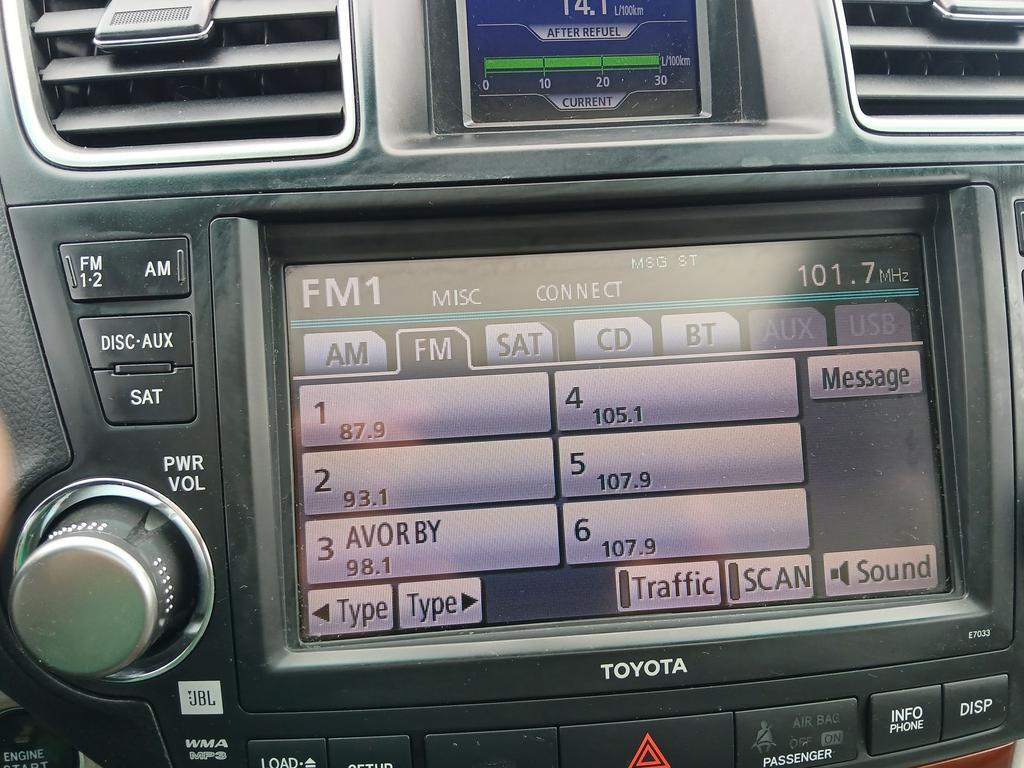 14.1 L/100km
AFTER REFUEL
L/100km
0 10 20 30
CURRENT
FM
1·2
AM
DISC·AUX
SAT
PWR
VOL
FM1 MISC CONNECT MSG ST 101.7 MHz
AM FM SAT CD BT AUX USB
1 87.9
4 105.1
Message
2 93.1
5 107.9
3 AVORBY
98.1
6 107.9
◀ Type Type▶ Traffic SCAN Sound
E7033
TOYOTA
JBL
WMA
MP3
ENGINE
START
LOAD·⏏
SETUP
AIR BAG
OFF ON
PASSENGER
INFO
PHONE
DISP